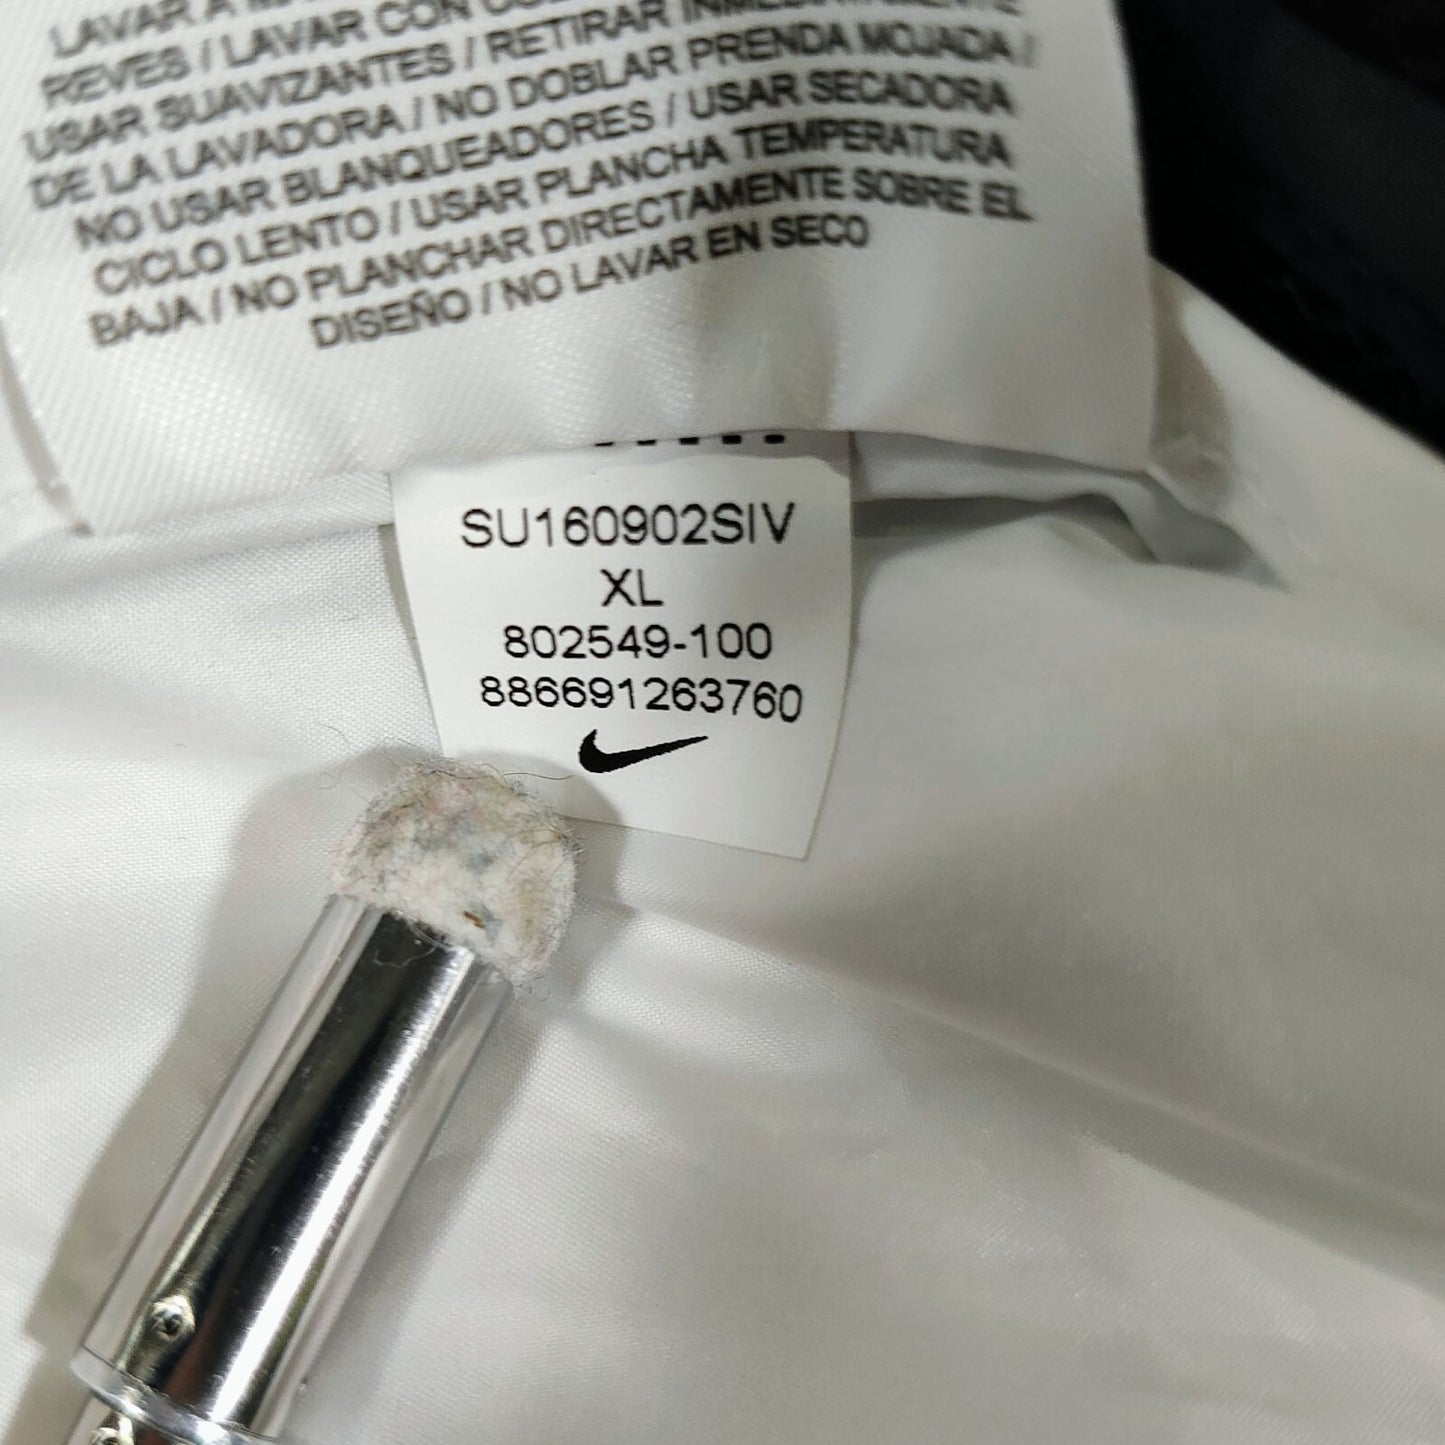 LAVAR A
REVES / LAVAR CON
USAR SUAVIZANTES / RETIRAR INMEDIATAMENTE
DE LA LAVADORA / NO DOBLAR PRENDA MOJADA /
NO USAR BLANQUEADORES / USAR SECADORA
CICLO LENTO / USAR PLANCHA TEMPERATURA
BAJA / NO PLANCHAR DIRECTAMENTE SOBRE EL
DISEÑO / NO LAVAR EN SECO
SU160902SIV
XL
802549-100
886691263760